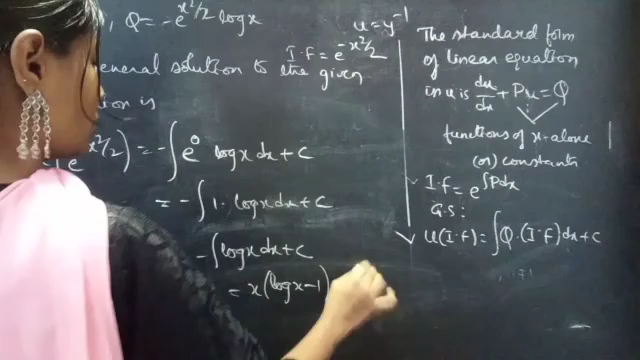 , Q = -e^{x²/2} log x
u = y^{-1}
I.F = e^{-x²/2}
eneral solution to the given
tion is
e^{x²/2}) = -∫ e^0 log x dx + C
= -∫ 1. log x dx + C
-∫ log x dx + C
= x(log x - 1)
The standard form
of linear equation
in u is du/dx + Pu = Q
functions of x-alone
(or) constants
I.F = e^{∫Pdx}
G.S:
u(I.F) = ∫ Q.(I.F) dx + C